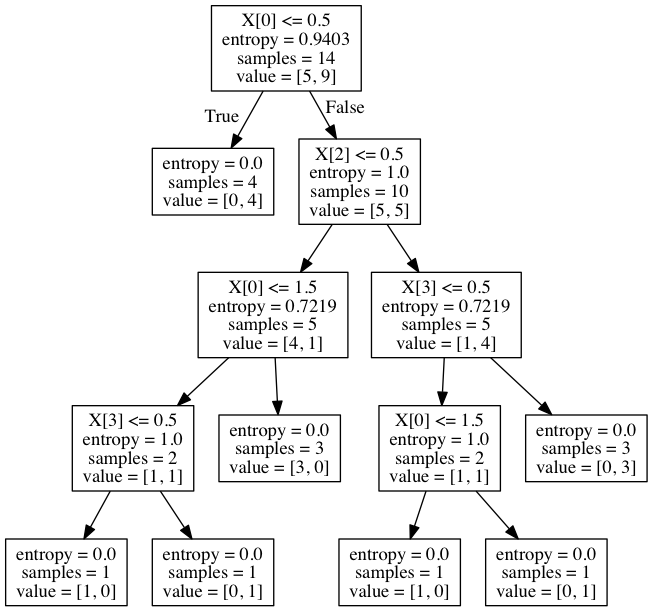 X[0] <= 0.5
entropy = 0.9403
samples = 14
value = [5, 9]
True
False
entropy = 0.0
samples = 4
value = [0, 4]
X[2] <= 0.5
entropy = 1.0
samples = 10
value = [5, 5]
X[0] <= 1.5
entropy = 0.7219
samples = 5
value = [4, 1]
X[3] <= 0.5
entropy = 0.7219
samples = 5
value = [1, 4]
X[3] <= 0.5
entropy = 1.0
samples = 2
value = [1, 1]
entropy = 0.0
samples = 3
value = [3, 0]
X[0] <= 1.5
entropy = 1.0
samples = 2
value = [1, 1]
entropy = 0.0
samples = 3
value = [0, 3]
entropy = 0.0
samples = 1
value = [1, 0]
entropy = 0.0
samples = 1
value = [0, 1]
entropy = 0.0
samples = 1
value = [1, 0]
entropy = 0.0
samples = 1
value = [0, 1]